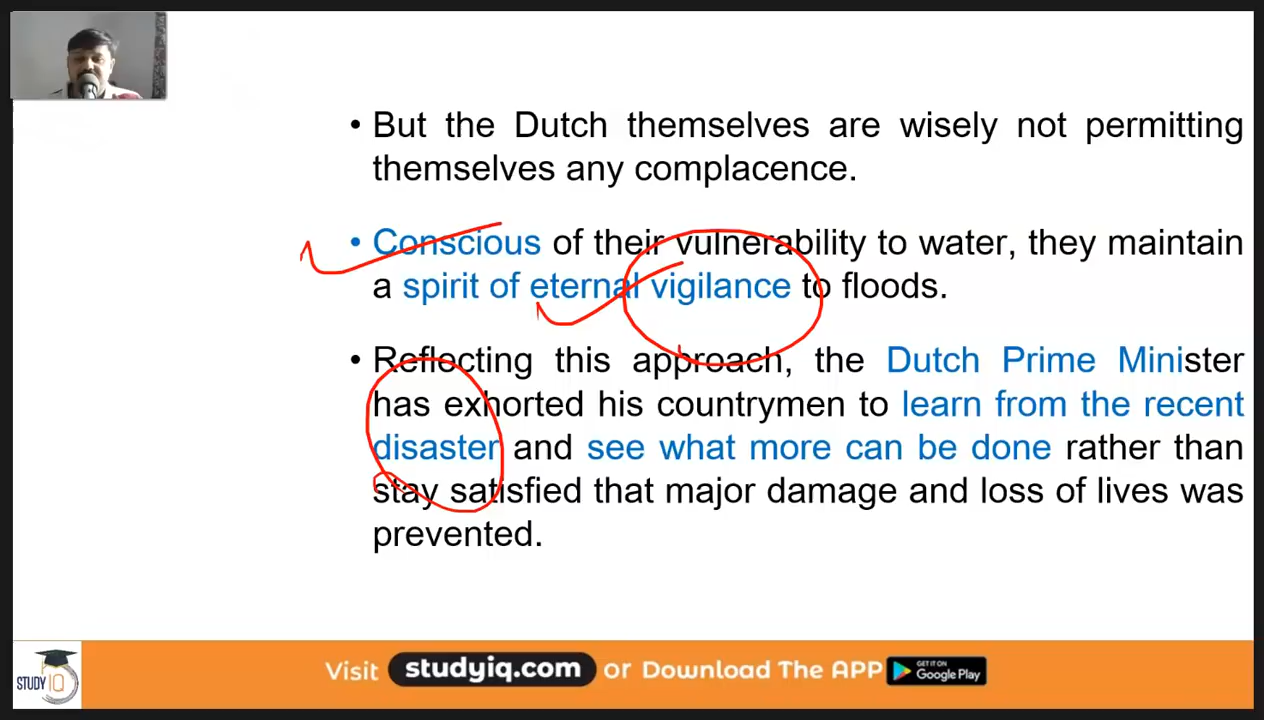 • But the Dutch themselves are wisely not permitting
themselves any complacence.
• Conscious of their vulnerability to water, they maintain
a spirit of eternal vigilance to floods.
• Reflecting this approach, the Dutch Prime Minister
has exhorted his countrymen to learn from the recent
disaster and see what more can be done rather than
stay satisfied that major damage and loss of lives was
prevented.
STUDY IQ
Visit studyiq.com or Download The APP GET IT ON Google Play